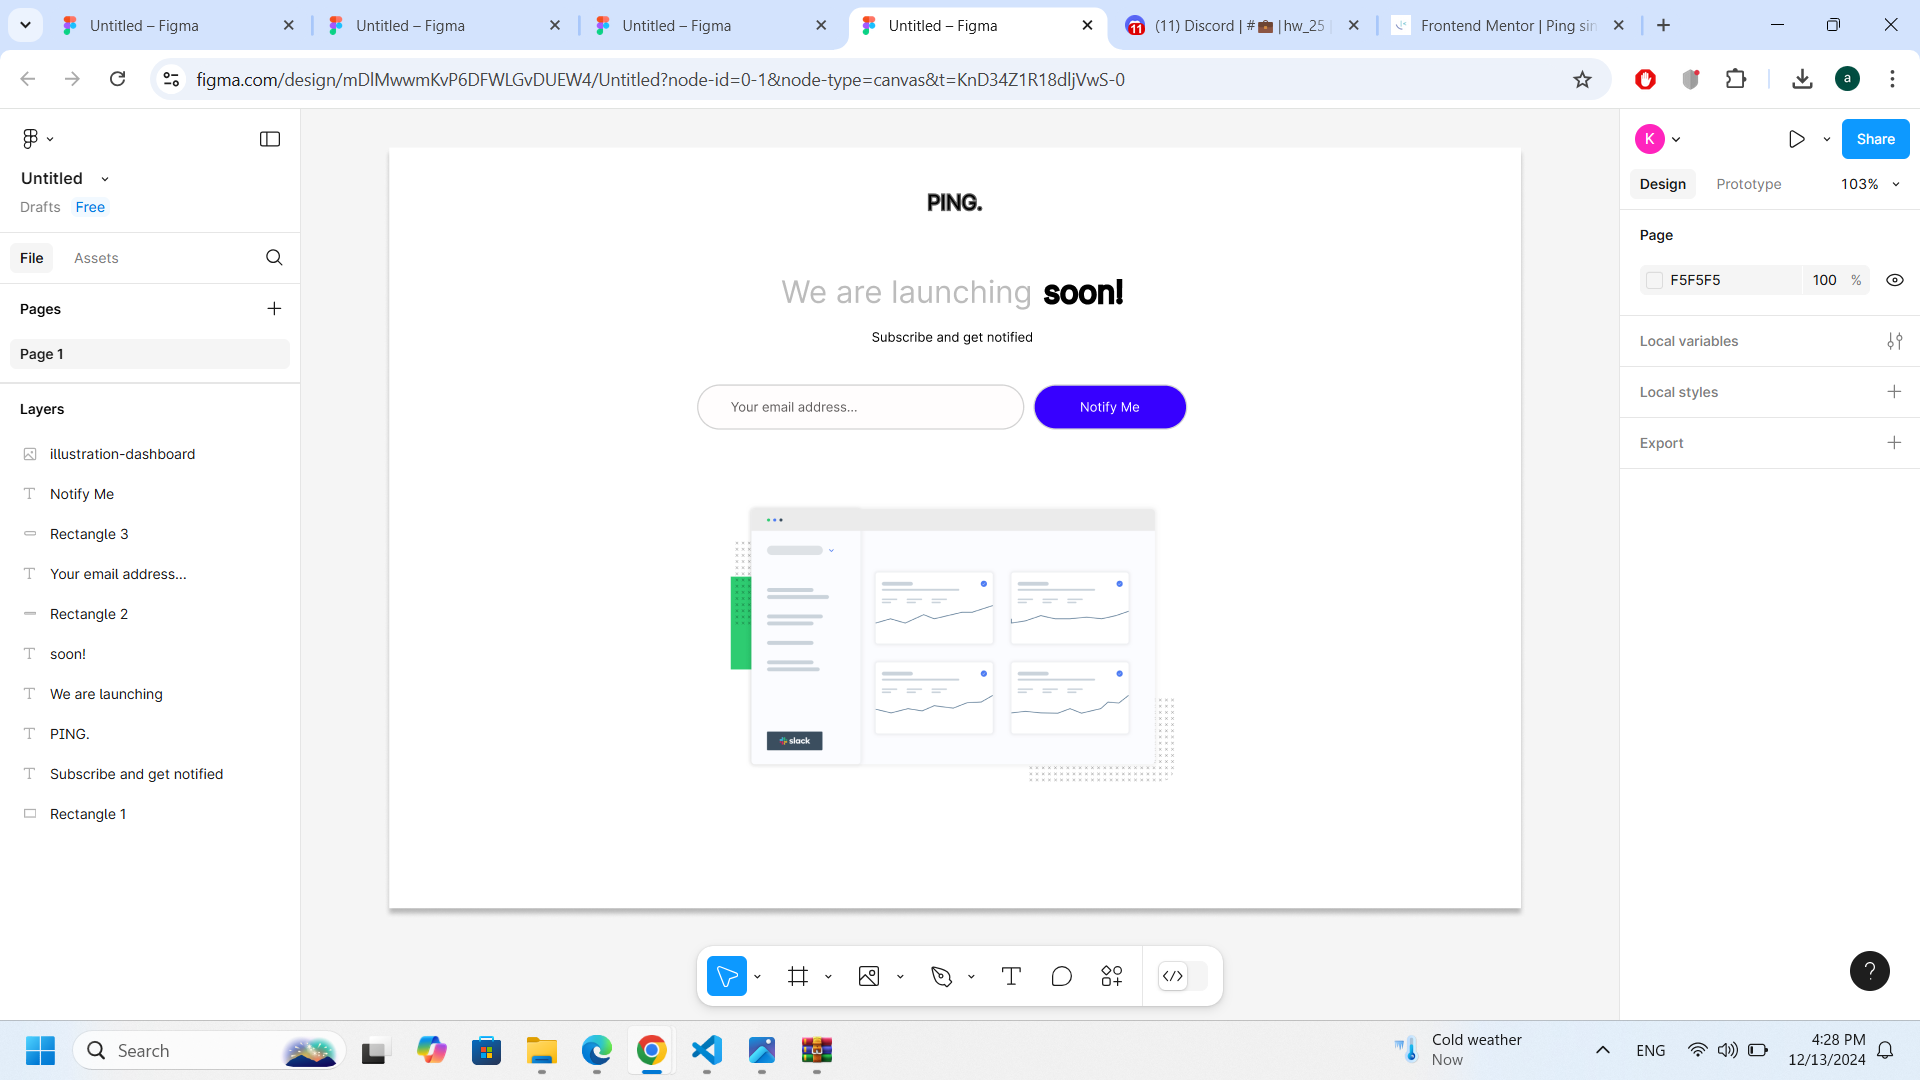 Untitled – Figma
Untitled – Figma
Untitled – Figma
Untitled – Figma
(11) Discord | # 💼 | hw_25
Frontend Mentor | Ping sin
figma.com/design/mDlMwwmKvP6DFWLGvDUEW4/Untitled?node-id=0-1&node-type=canvas&t=KnD34Z1R18dljVwS-0
a
Untitled
Drafts Free
File Assets
Pages
Page 1
Layers
illustration-dashboard
Notify Me
Rectangle 3
Your email address...
Rectangle 2
soon!
We are launching
PING.
Subscribe and get notified
Rectangle 1
PING.
We are launching soon!
Subscribe and get notified
Your email address...
Notify Me
slack
K
Share
Design Prototype 103%
Page
F5F5F5 100 %
Local variables
Local styles
Export
?
Search
Cold weather
Now
ENG
4:28 PM
12/13/2024